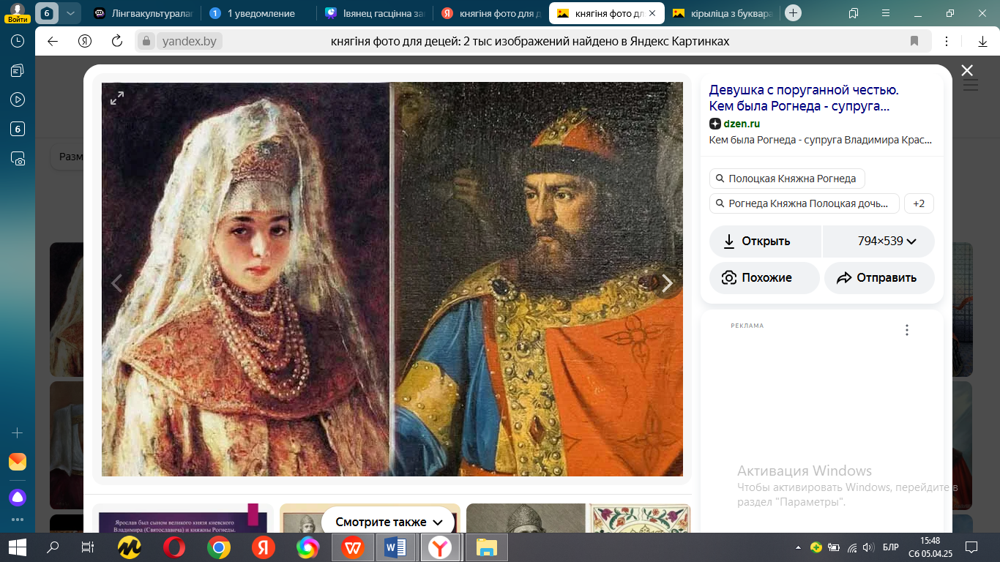 Войти
6
Лінгвакультуралаг
1 уведомление
Івянец гасцінна за
княгіня фото для д
княгіня фото дл
кірыліца з буквара
yandex.by
княгіня фото для децей: 2 тыс изображений найдено в Яндекс Картинках
6
Разм
Девушка с поруганной честью.
Кем была Рогнеда - супруга...
dzen.ru
Кем была Рогнеда - супруга Владимира Крас...
Полоцкая Княжна Рогнеда
Рогнеда Княжна Полоцкая дочь...
+2
Открыть
794×539
Похожие
Отправить
РЕКЛАМА
Активация Windows
Чтобы активировать Windows, перейдите в
раздел "Параметры".
Ярослав был сыном великого князя киевского
Владимира (Святославича) и княжны Рогнеды.
Смотрите также
БЛР
15:48
Сб 05.04.25